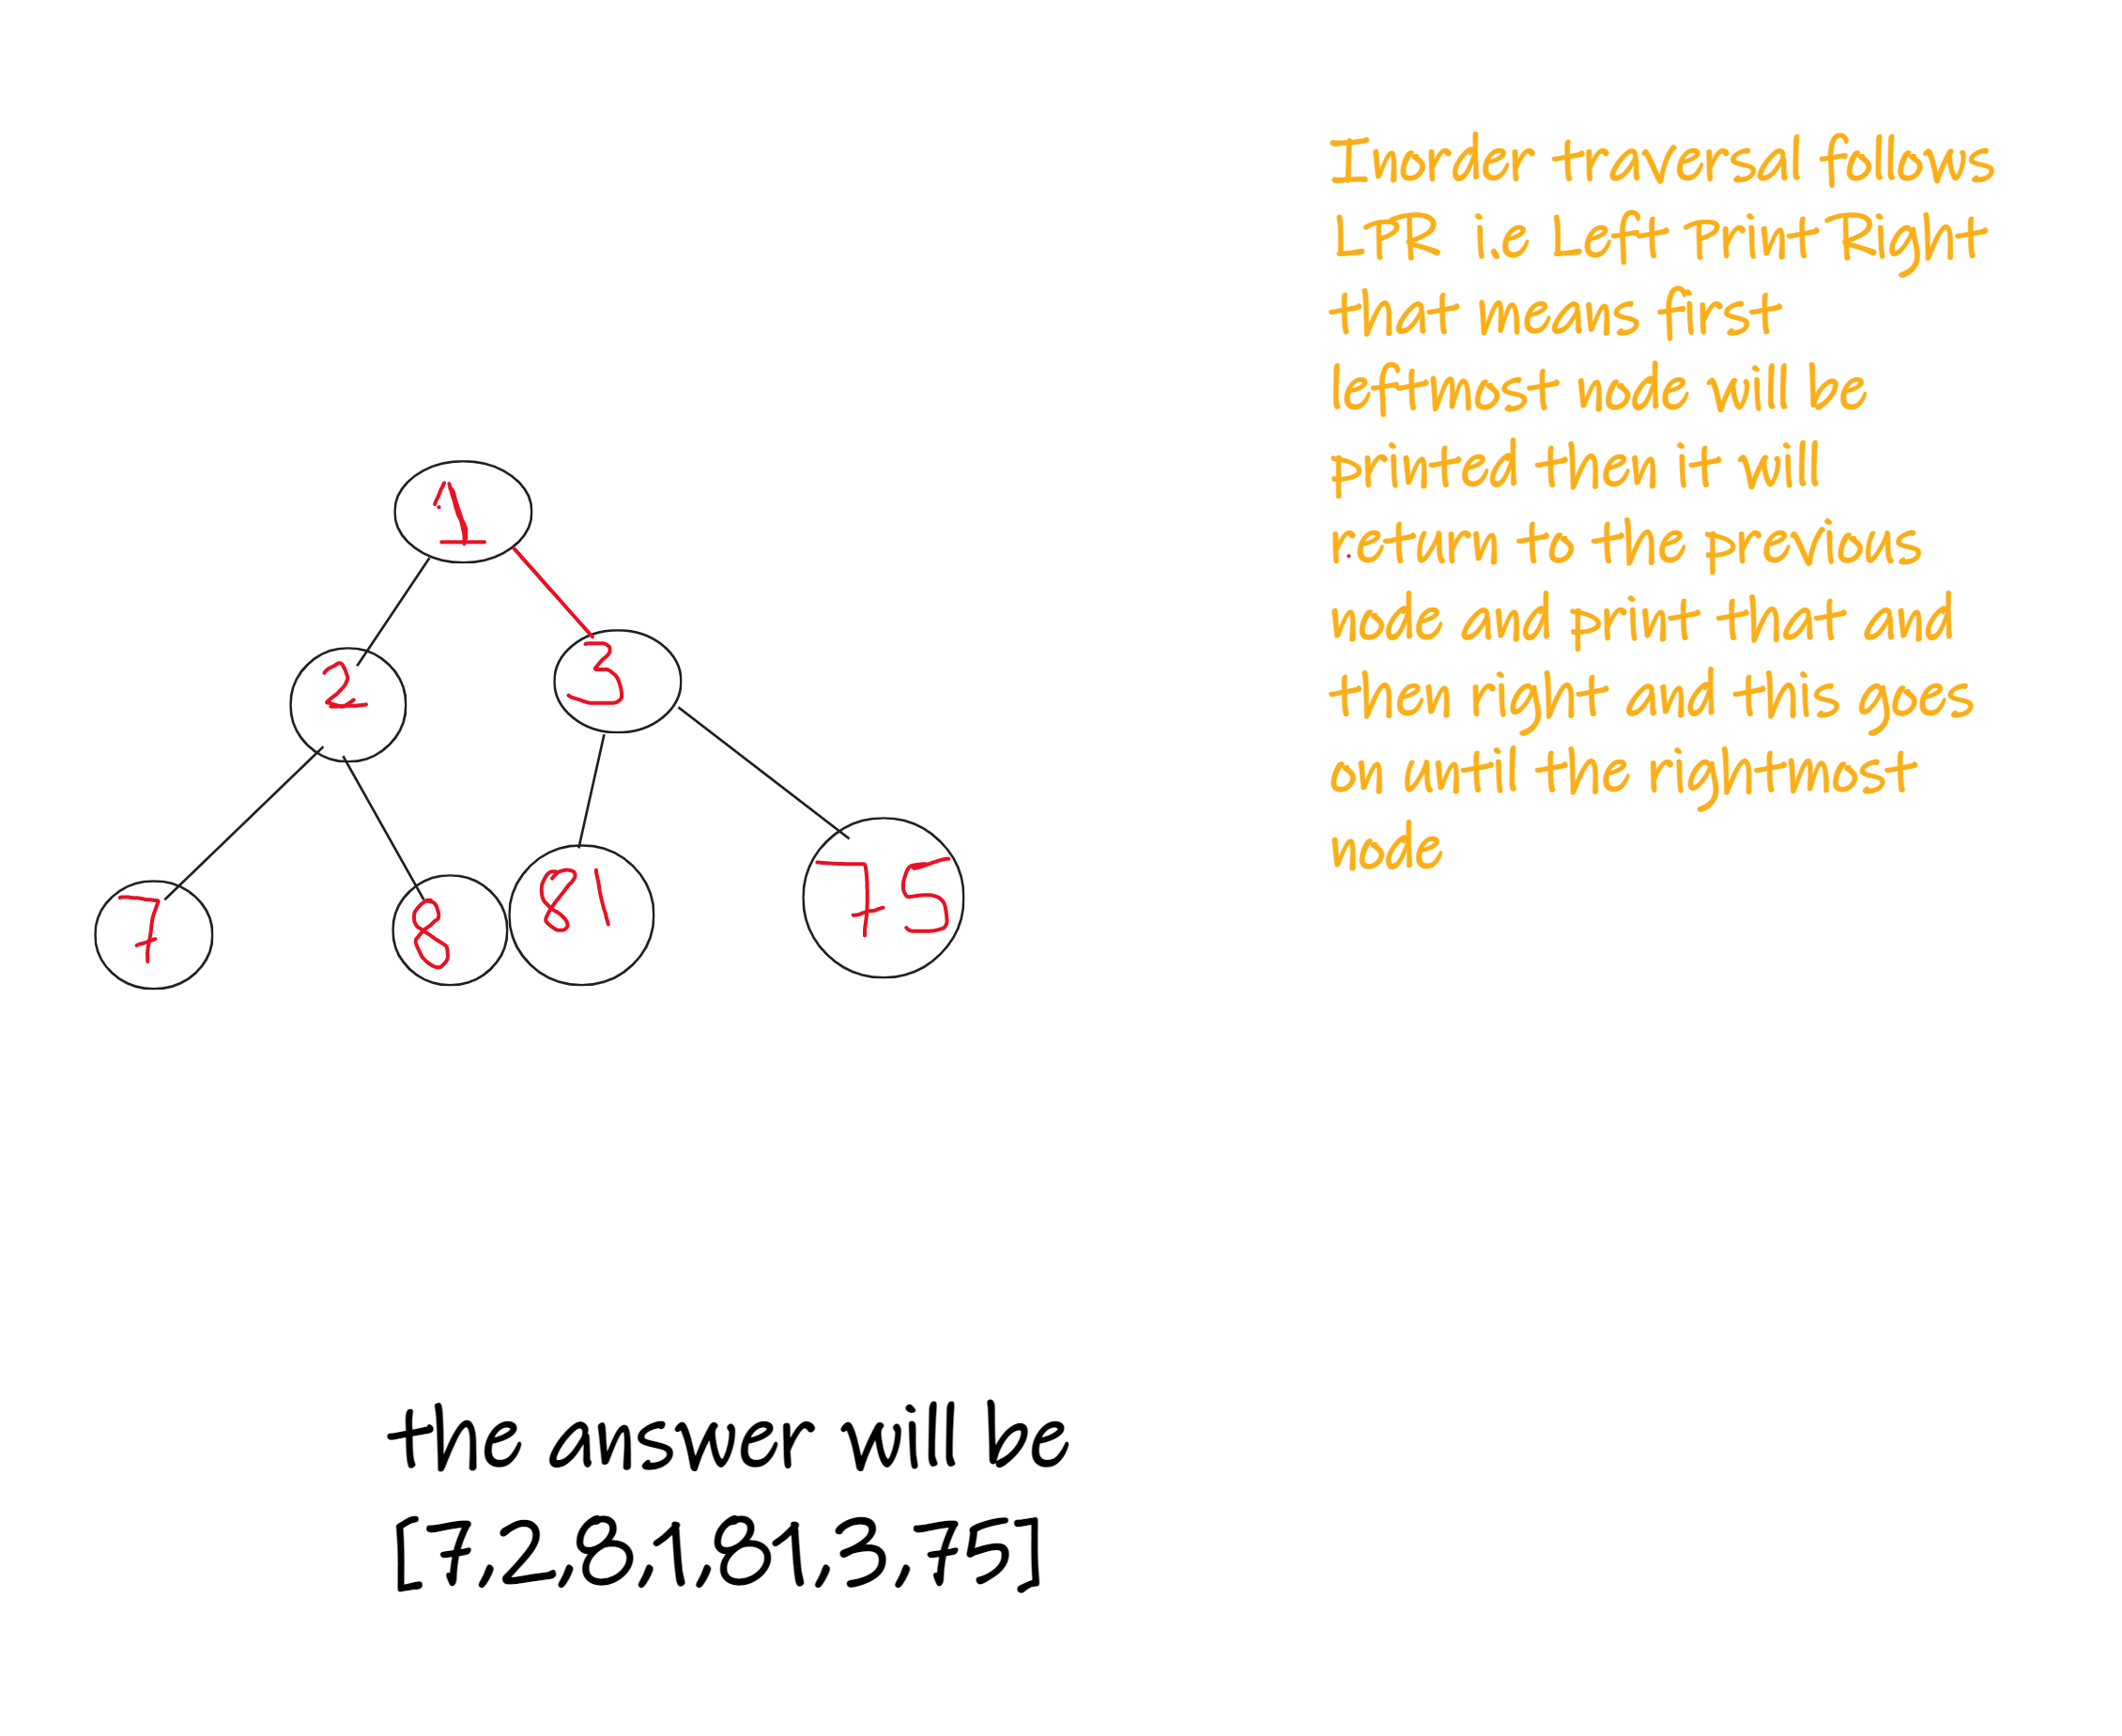 Inorder traversal follows
LPR i.e Left Print Right
that means first
leftmost node will be
printed then it will
return to the previous
node and print that and
then right and this goes
on until the rightmost
node
1
2
3
7
8
81
75
the answer will be
[7,2,8,1,81,3,75]